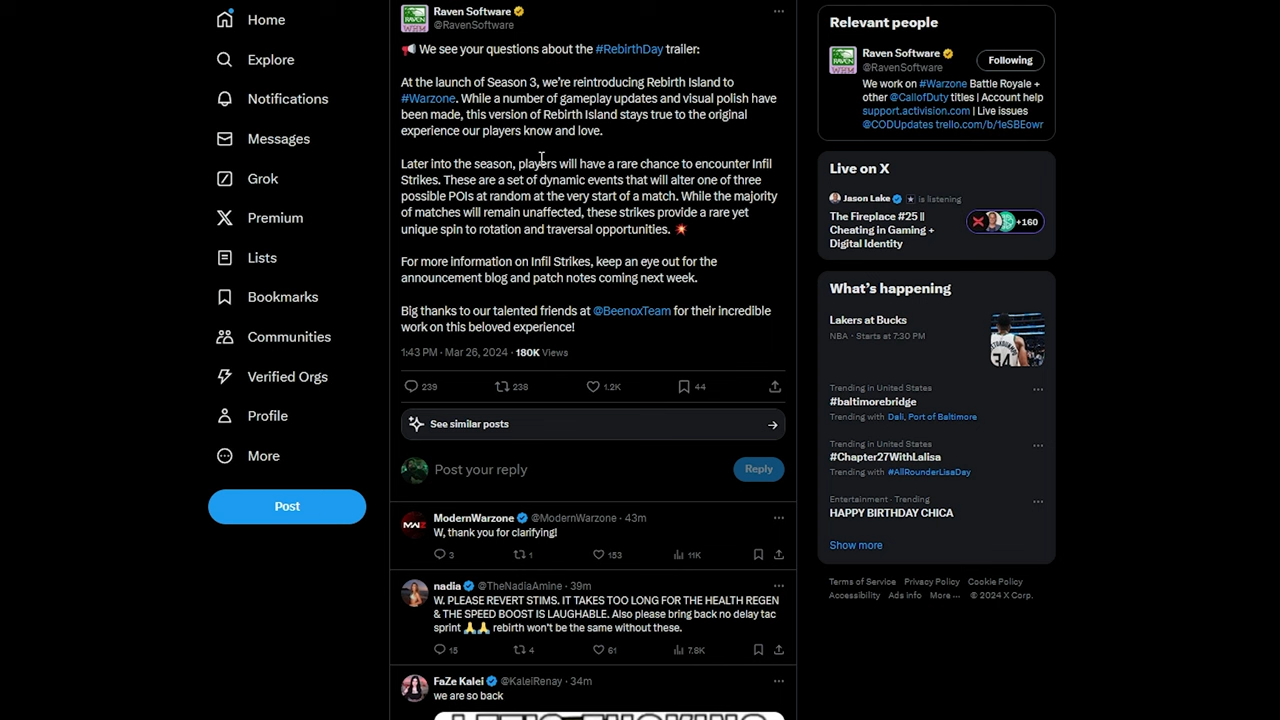 Home
Explore
Notifications
Messages
Grok
Premium
Lists
Bookmarks
Communities
Verified Orgs
Profile
More
Post
RAVEN
Raven Software
@RavenSoftware
📢 We see your questions about the #RebirthDay trailer:
At the launch of Season 3, we're reintroducing Rebirth Island to
#Warzone. While a number of gameplay updates and visual polish have
been made, this version of Rebirth Island stays true to the original
experience our players know and love.
Later into the season, players will have a rare chance to encounter Infil
Strikes. These are a set of dynamic events that will alter one of three
possible POIs at random at the very start of a match. While the majority
of matches will remain unaffected, these strikes provide a rare yet
unique spin to rotation and traversal opportunities. 💥
For more information on Infil Strikes, keep an eye out for the
announcement blog and patch notes coming next week.
Big thanks to our talented friends at @BeenoxTeam for their incredible
work on this beloved experience!
1:43 PM · Mar 26, 2024 · 180K Views
239 238 1.2K 44
See similar posts
Post your reply
Reply
ModernWarzone @ModernWarzone · 43m
W, thank you for clarifying!
3 1 153 11K
nadia @TheNadiaAmine · 39m
W. PLEASE REVERT STIMS. IT TAKES TOO LONG FOR THE HEALTH REGEN
& THE SPEED BOOST IS LAUGHABLE. Also please bring back no delay tac
sprint 🙏🙏 rebirth won't be the same without these.
15 4 61 7.8K
FaZe Kalei @KaleiRenay · 34m
we are so back
Relevant people
Raven Software
@RavenSoftware
Following
We work on #Warzone Battle Royale +
other @CallofDuty titles | Account help
support.activision.com | Live issues
@CODUpdates trello.com/b/1eSBEowr
Live on X
Jason Lake is listening
The Fireplace #25 ||
Cheating in Gaming +
Digital Identity
+160
What's happening
Lakers at Bucks
NBA · Starts at 7:30 PM
Trending in United States
#baltimorebridge
Trending with Dali, Port of Baltimore
Trending in United States
#Chapter27WithLalisa
Trending with #AllRounderLisaDay
Entertainment · Trending
HAPPY BIRTHDAY CHICA
Show more
Terms of Service Privacy Policy Cookie Policy
Accessibility Ads info More ··· © 2024 X Corp.